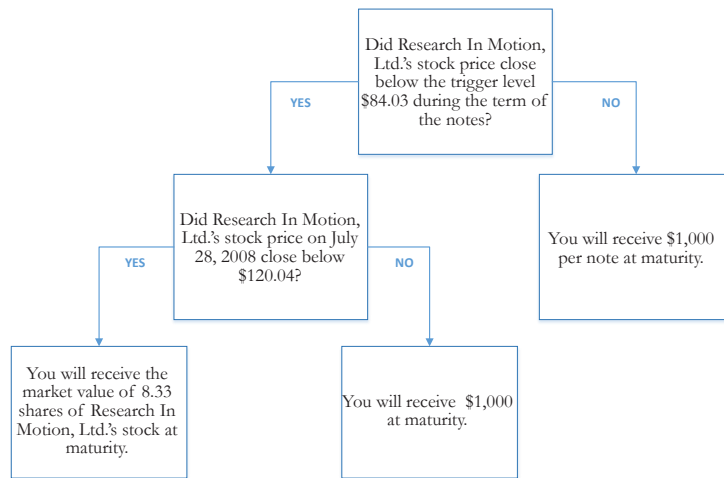 Did Research In Motion,
Ltd.'s stock price close
below the trigger level
$84.03 during the term of
the notes?
YES
NO
Did Research In Motion,
Ltd.'s stock price on July
28, 2008 close below
$120.04?
You will receive $1,000
per note at maturity.
YES
NO
You will receive the
market value of 8.33
shares of Research In
Motion, Ltd.'s stock at
maturity.
You will receive $1,000
at maturity.